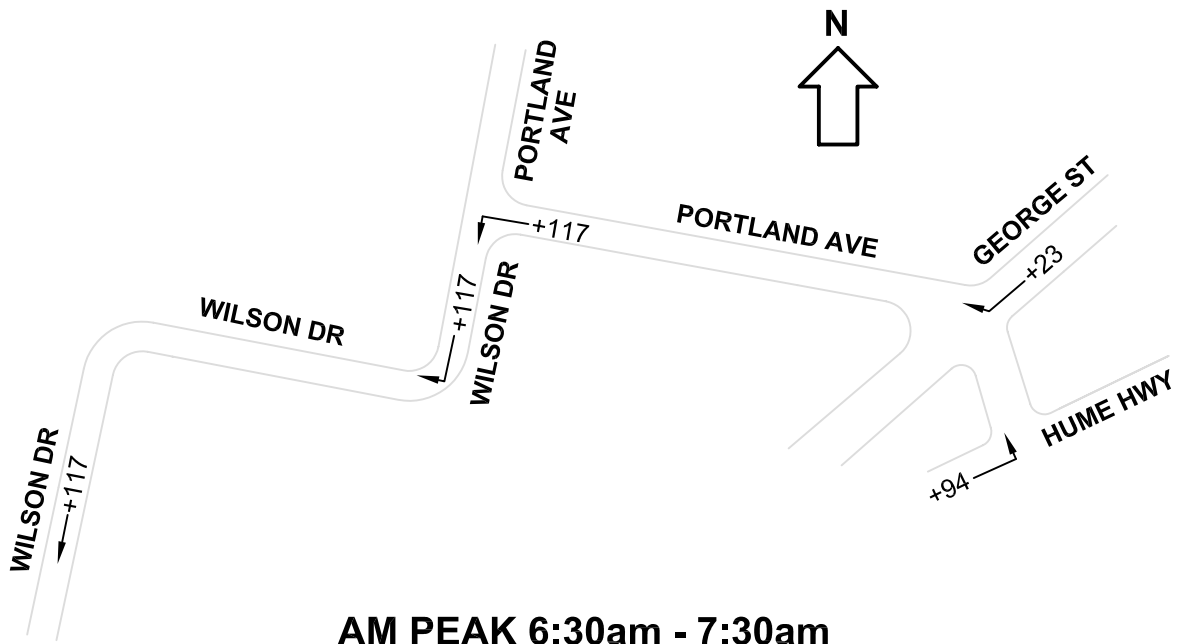 N
PORTLAND
AVE
GEORGE ST
PORTLAND AVE
+117
+23
WILSON DR
+117
WILSON DR
HUME HWY
+94
WILSON DR
+117
AM PEAK 6:30am - 7:30am